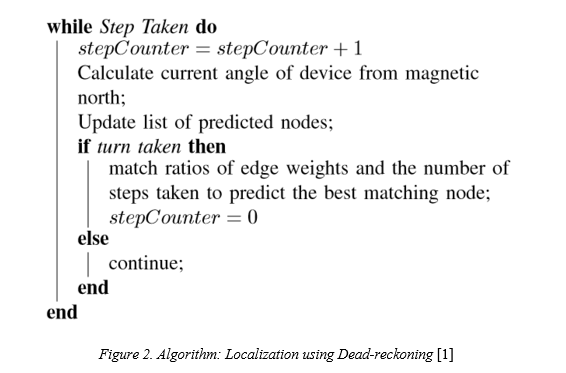 while Step Taken do
stepCounter = stepCounter + 1
Calculate current angle of device from magnetic
north;
Update list of predicted nodes;
if turn taken then
match ratios of edge weights and the number of
steps taken to predict the best matching node;
stepCounter = 0
else
continue;
end
end
Figure 2. Algorithm: Localization using Dead-reckoning [1]